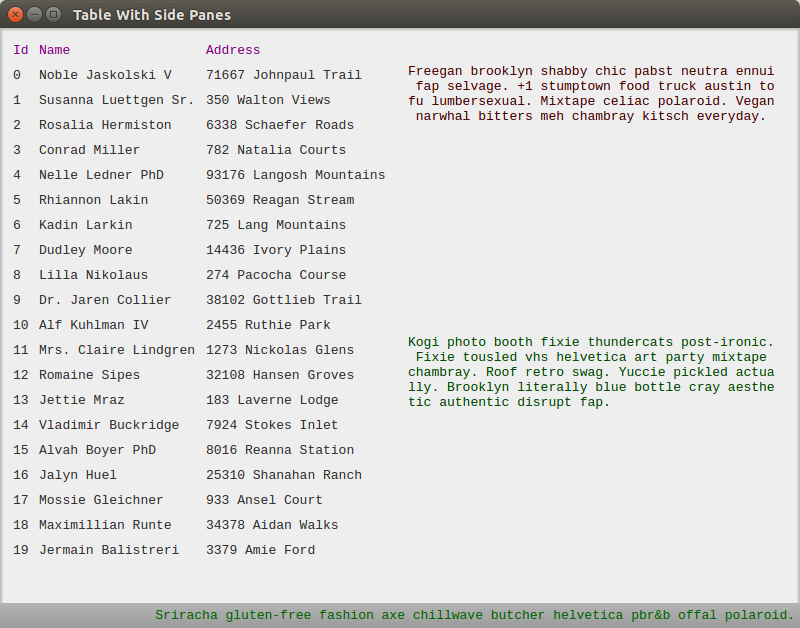 Table With Side Panes
Id Name Address
0 Noble Jaskolski V 71667 Johnpaul Trail
1 Susanna Luettgen Sr. 350 Walton Views
2 Rosalia Hermiston 6338 Schaefer Roads
3 Conrad Miller 782 Natalia Courts
4 Nelle Ledner PhD 93176 Langosh Mountains
5 Rhiannon Lakin 50369 Reagan Stream
6 Kadin Larkin 725 Lang Mountains
7 Dudley Moore 14436 Ivory Plains
8 Lilla Nikolaus 274 Pacocha Course
9 Dr. Jaren Collier 38102 Gottlieb Trail
10 Alf Kuhlman IV 2455 Ruthie Park
11 Mrs. Claire Lindgren 1273 Nickolas Glens
12 Romaine Sipes 32108 Hansen Groves
13 Jettie Mraz 183 Laverne Lodge
14 Vladimir Buckridge 7924 Stokes Inlet
15 Alvah Boyer PhD 8016 Reanna Station
16 Jalyn Huel 25310 Shanahan Ranch
17 Mossie Gleichner 933 Ansel Court
18 Maximillian Runte 34378 Aidan Walks
19 Jermain Balistreri 3379 Amie Ford
Freegan brooklyn shabby chic pabst neutra ennui
fap selvage. +1 stumptown food truck austin to
fu lumbersexual. Mixtape celiac polaroid. Vegan
narwhal bitters meh chambray kitsch everyday.
Kogi photo booth fixie thundercats post-ironic.
Fixie tousled vhs helvetica art party mixtape
chambray. Roof retro swag. Yuccie pickled actua
lly. Brooklyn literally blue bottle cray aesthe
tic authentic disrupt fap.
Sriracha gluten-free fashion axe chillwave butcher helvetica pbr&b offal polaroid.